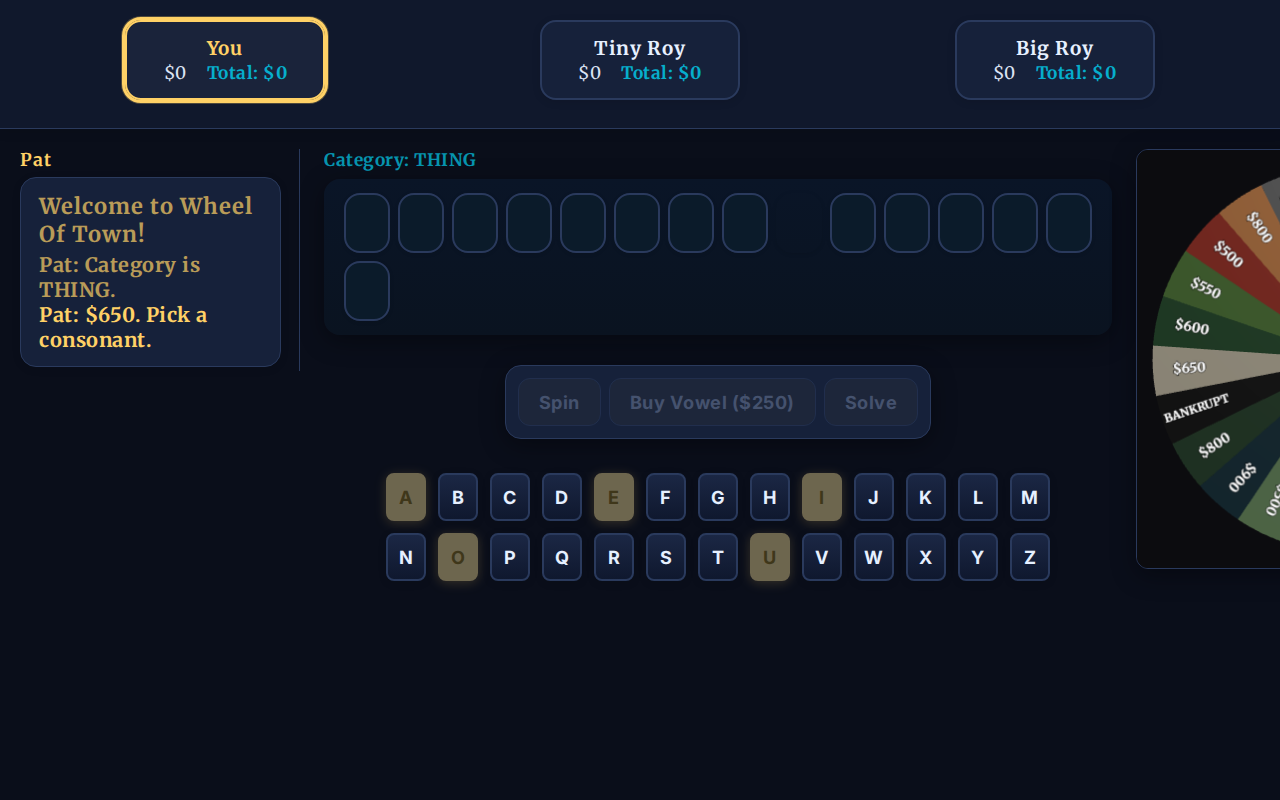 You
$0 Total: $0
Tiny Roy
$0 Total: $0
Big Roy
$0 Total: $0
Pat
Welcome to Wheel
Of Town!
Pat: Category is
THING.
Pat: $650. Pick a
consonant.
Category: THING
Spin
Buy Vowel ($250)
Solve
A B C D E F G H I J K L M
N O P Q R S T U V W X Y Z
$800
$500
$550
$600
$650
BANKRUPT
$800
$900